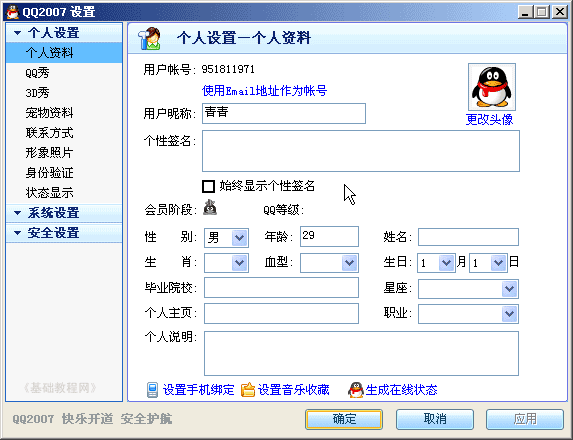 QQ2007 设置
个人设置
个人资料
QQ秀
3D秀
宠物资料
联系方式
形象照片
身份验证
状态显示
系统设置
安全设置
《基础教程网》
个人设置－个人资料
用户帐号: 951811971
使用Email地址作为帐号
更改头像
用户昵称: 青青
个性签名:
始终显示个性签名
会员阶段: QQ等级:
性 别: 男 年龄: 29 姓名:
生 肖: 血型: 生日: 1 月 1 日
毕业院校: 星座:
个人主页: 职业:
个人说明:
设置手机绑定 设置音乐收藏 生成在线状态
QQ2007 快乐开道 安全护航
确定 取消 应用